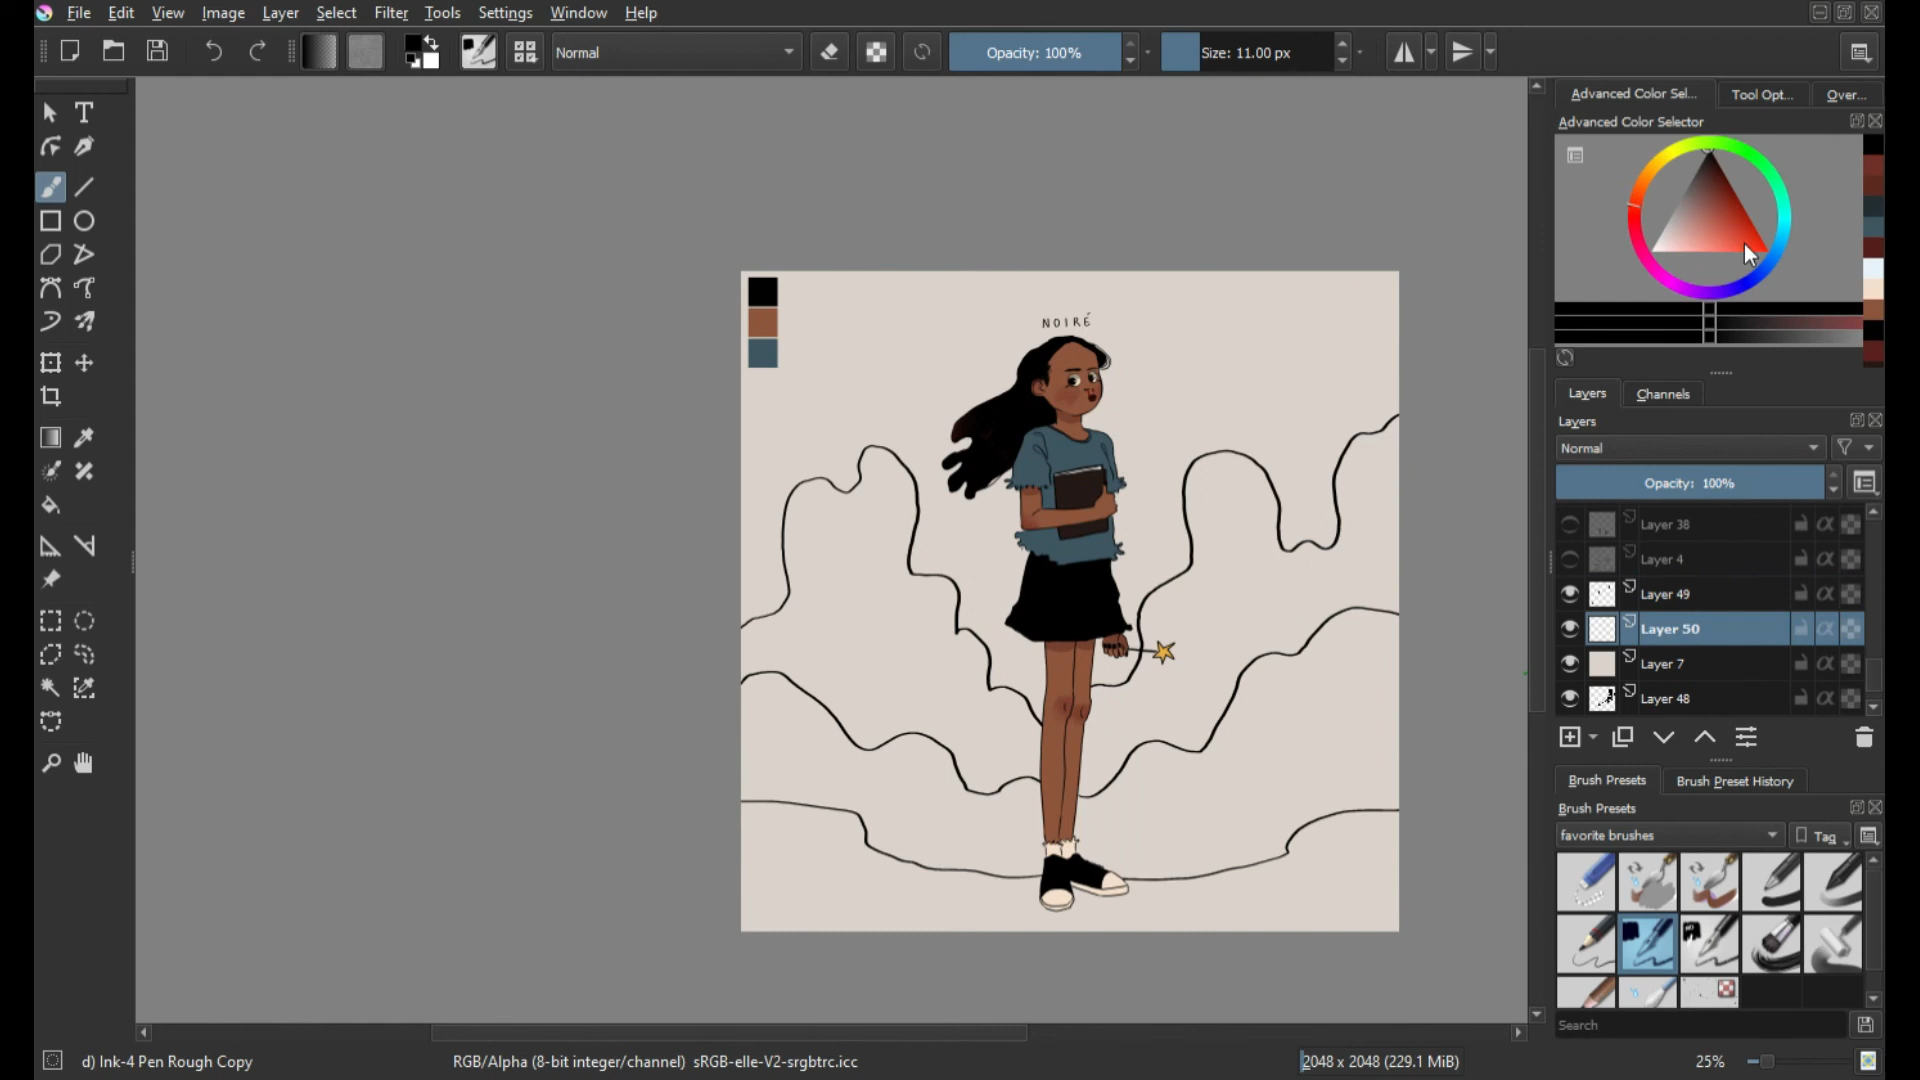 File Edit View Image Layer Select Filter Tools Settings Window Help
Normal
Opacity: 100%
Size: 11.00 px
Advanced Color Sel...
Tool Opt...
Over...
Advanced Color Selector
NOIRÉ
Layers
Channels
Layers
Normal
Opacity: 100%
Layer 38
Layer 4
Layer 49
Layer 50
Layer 7
Layer 48
Brush Presets
Brush Preset History
Brush Presets
favorite brushes
Tag
Search
d) Ink-4 Pen Rough Copy
RGB/Alpha (8-bit integer/channel) sRGB-elle-V2-srgbtrc.icc
2048 x 2048 (229.1 MiB)
25%